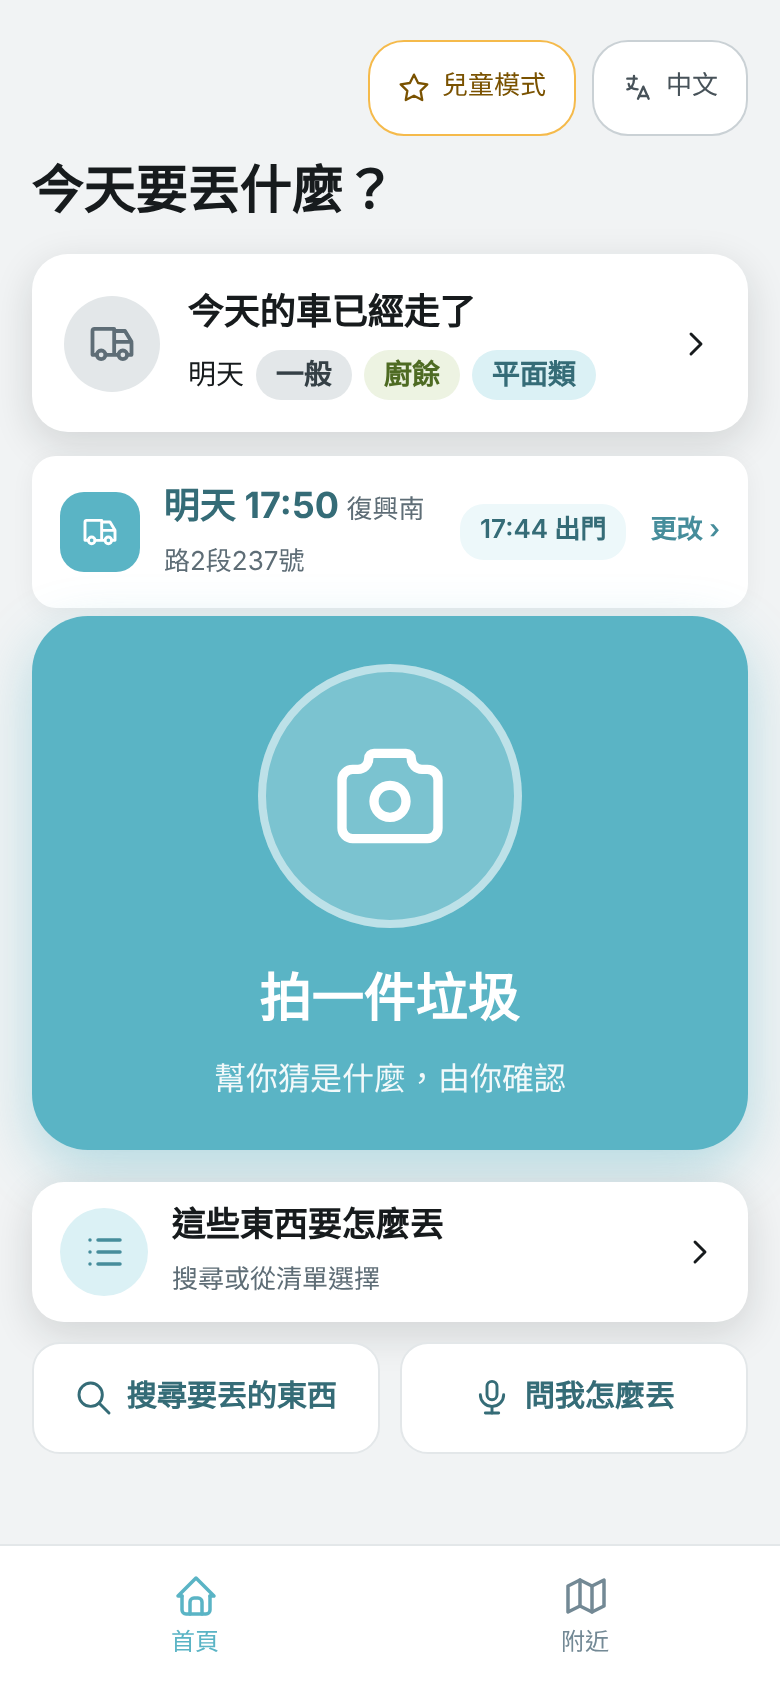 兒童模式
中文
今天要丟什麼？
今天的車已經走了
明天 一般 廚餘 平面類
明天 17:50 復興南
路2段237號
17:44 出門
更改 ›
拍一件垃圾
幫你猜是什麼，由你確認
這些東西要怎麼丟
搜尋或從清單選擇
搜尋要丟的東西
問我怎麼丟
首頁
附近